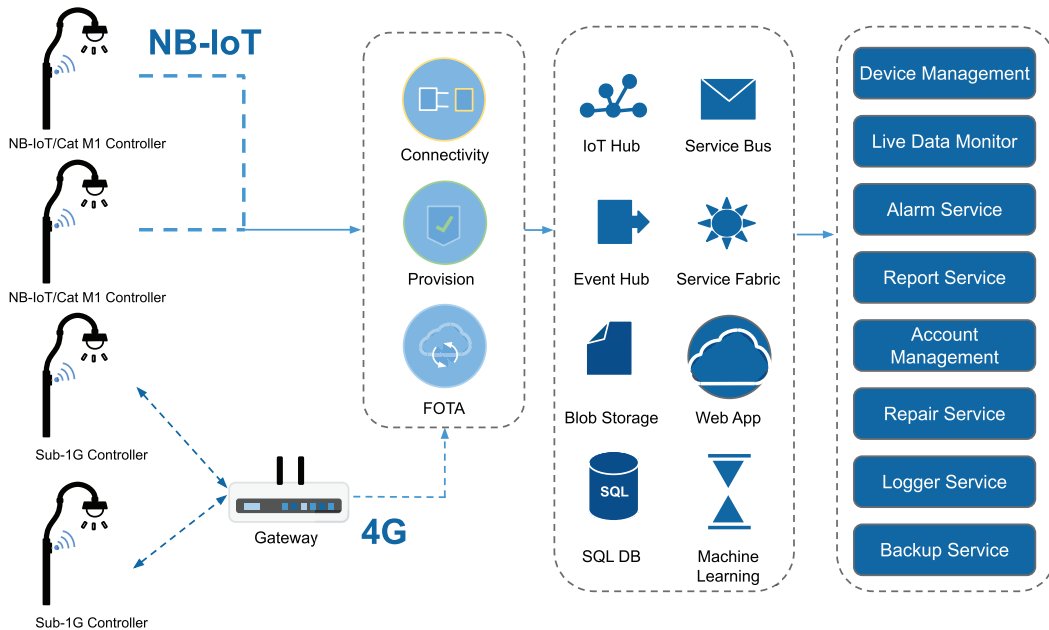 NB-IoT
NB-IoT/Cat M1 Controller
NB-IoT/Cat M1 Controller
Sub-1G Controller
Sub-1G Controller
Gateway
4G
Connectivity
Provision
FOTA
IoT Hub
Service Bus
Event Hub
Service Fabric
Blob Storage
Web App
SQL
SQL DB
Machine
Learning
Device Management
Live Data Monitor
Alarm Service
Report Service
Account
Management
Repair Service
Logger Service
Backup Service